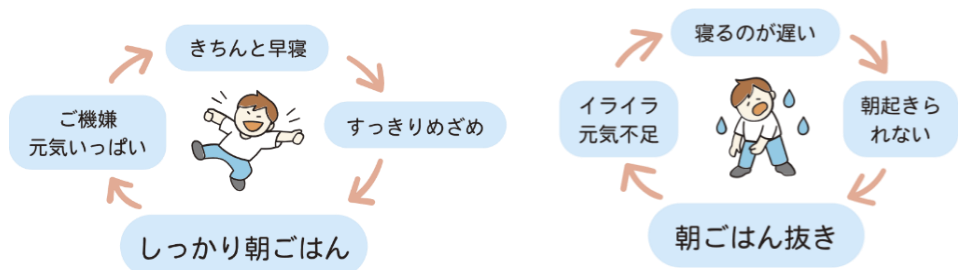 きちんと早寝
すっきりめざめ
しっかり朝ごはん
ご機嫌
元気いっぱい
寝るのが遅い
朝起きら
れない
朝ごはん抜き
イライラ
元気不足